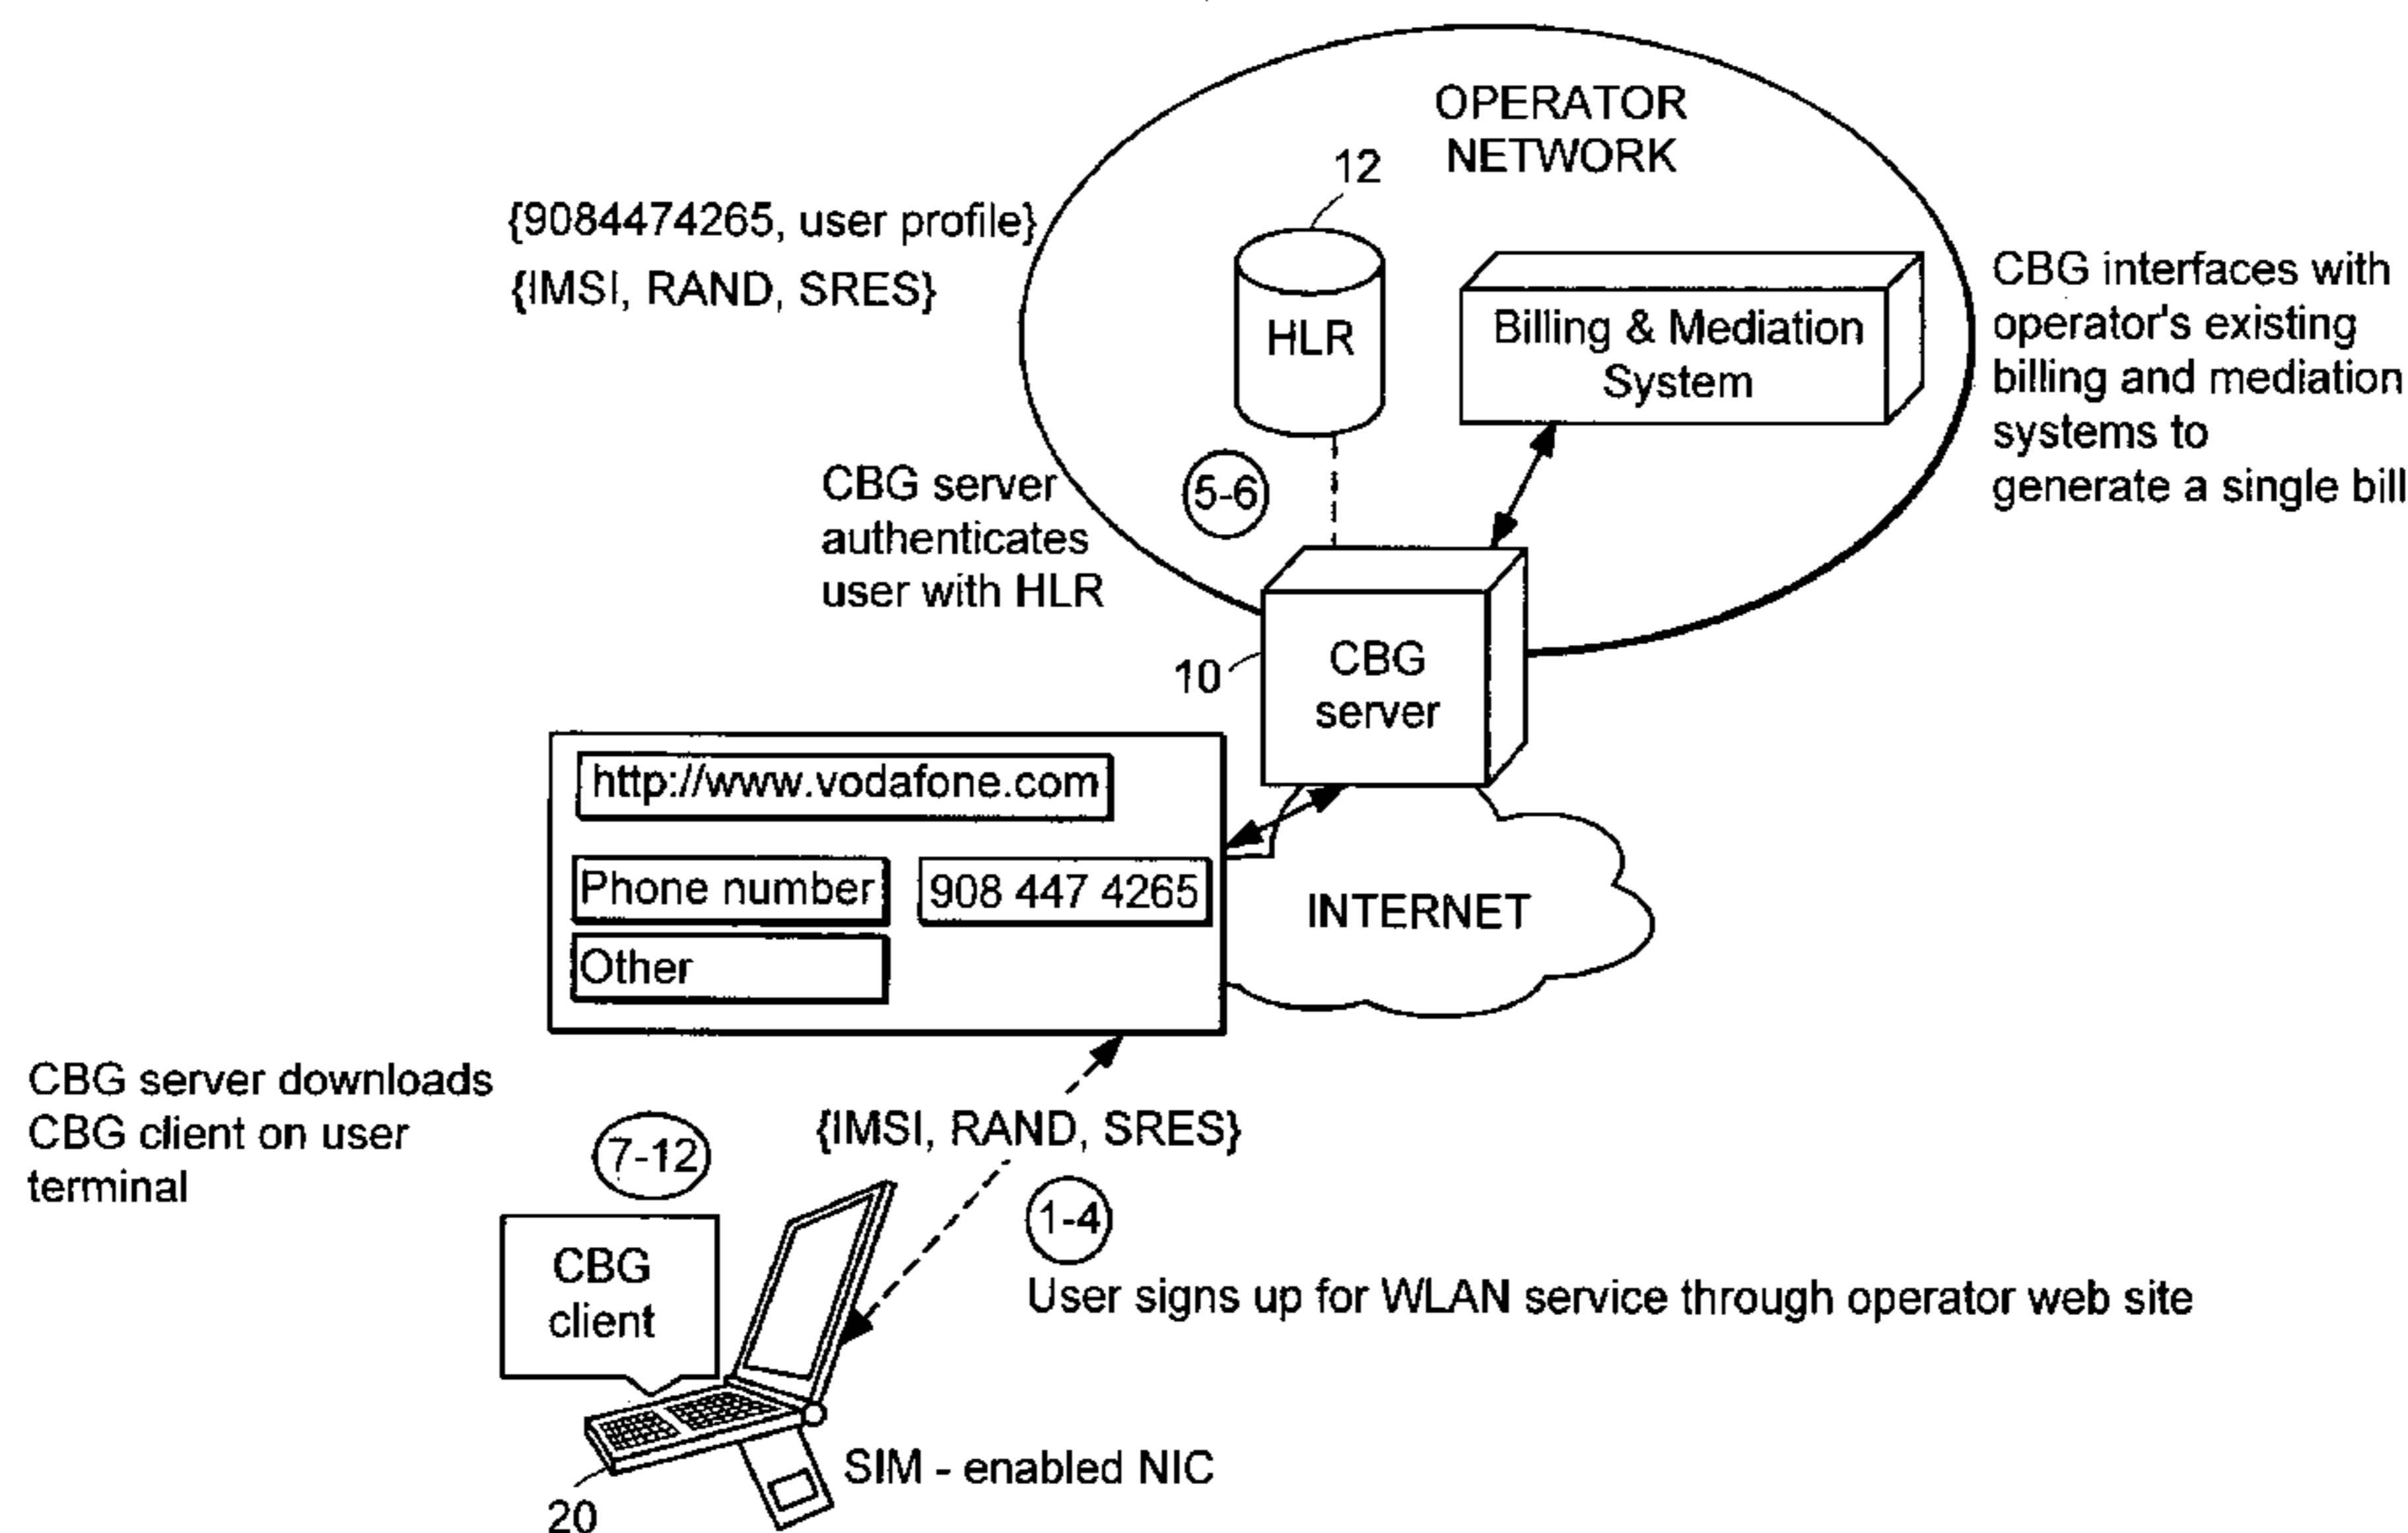 OPERATOR
NETWORK
12
{9084474265, user profile}
{IMSI, RAND, SRES}
HLR
Billing & Mediation
System
CBG interfaces with
operator's existing
billing and mediation
systems to
generate a single bill
CBG server
authenticates
user with HLR
5-6
10
CBG
server
http://www.vodafone.com
Phone number
908 447 4265
Other
INTERNET
CBG server downloads
CBG client on user
terminal
7-12
{IMSI, RAND, SRES}
1-4
User signs up for WLAN service through operator web site
CBG
client
SIM - enabled NIC
20